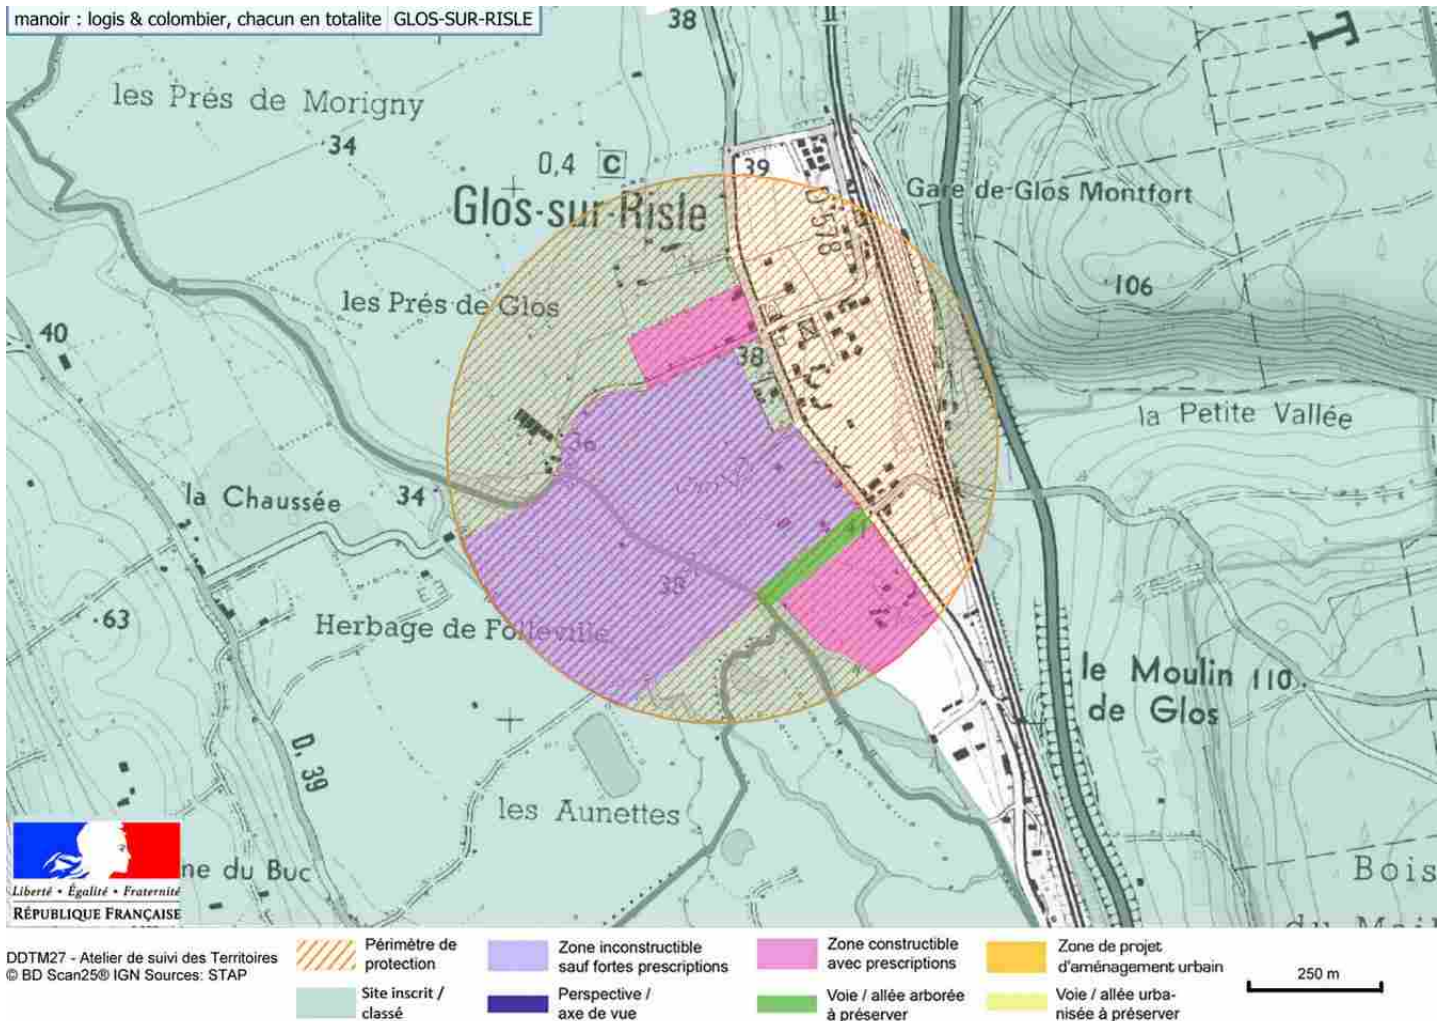 manoir : logis & colombier, chacun en totalite GLOS-SUR-RISLE
38
les Prés de Morigny
34
0,4 C
39
Glos-sur-Risle
Gare de Glos Montfort
D 578
106
les Prés de Glos
40
38
la Petite Vallée
36
la Chaussée
34
41
38
63
Herbage de Folleville
le Moulin 110
de Glos
D.39
les Aunettes
ne du Buc
Bois
Liberté • Égalité • Fraternité
RÉPUBLIQUE FRANÇAISE
DDTM27 - Atelier de suivi des Territoires
© BD Scan25® IGN Sources: STAP
Périmètre de
protection
Zone inconstructible
sauf fortes prescriptions
Zone constructible
avec prescriptions
Zone de projet
d'aménagement urbain
250 m
Site inscrit /
classé
Perspective /
axe de vue
Voie / allée arborée
à préserver
Voie / allée urba-
nisée à préserver